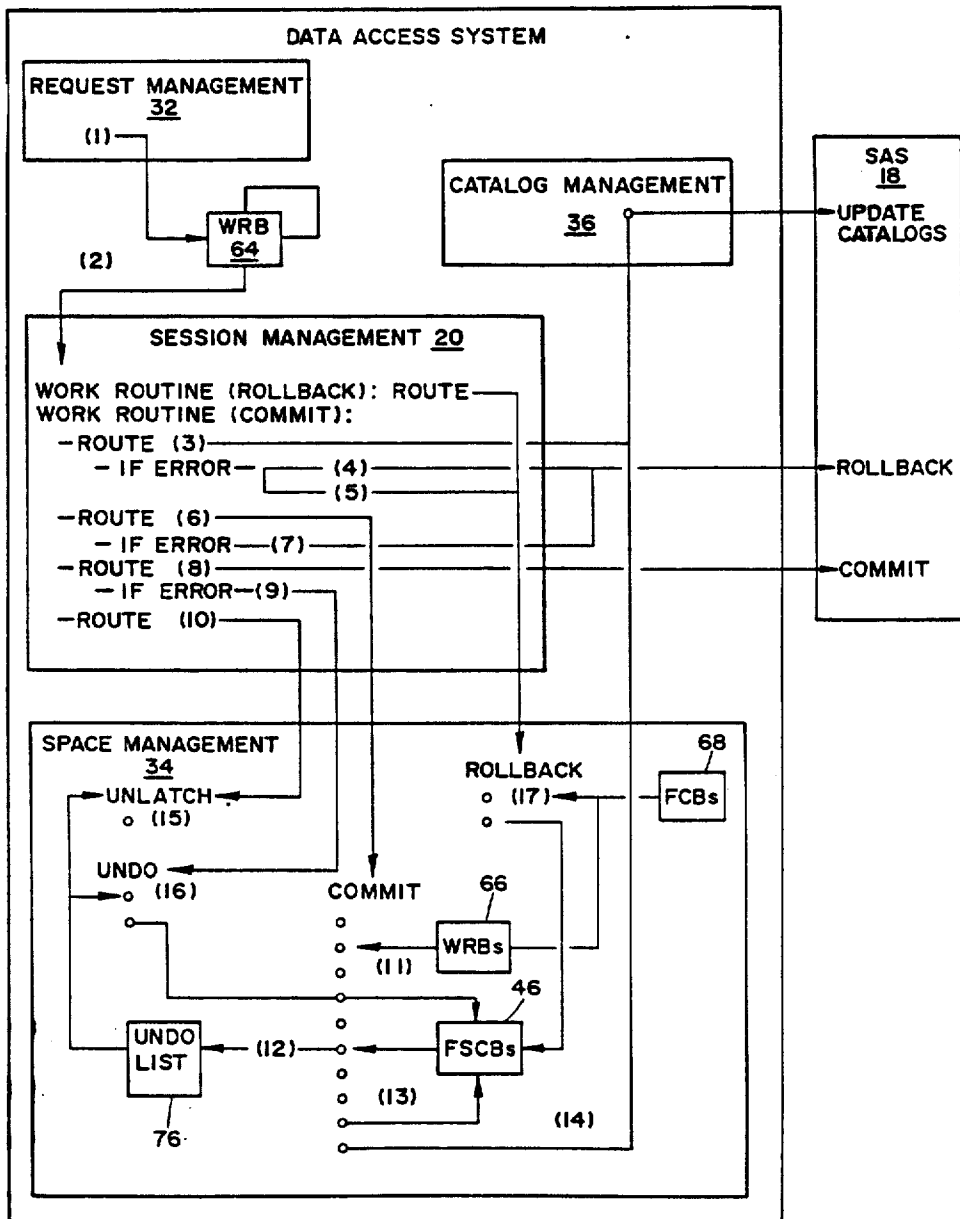 DATA ACCESS SYSTEM
REQUEST MANAGEMENT
32
(1)
WRB
64
(2)
CATALOG MANAGEMENT
36
SAS
18
UPDATE
CATALOGS
ROLLBACK
COMMIT
SESSION MANAGEMENT 20
WORK ROUTINE (ROLLBACK): ROUTE
WORK ROUTINE (COMMIT):
-ROUTE (3)
-IF ERROR (4)
(5)
-ROUTE (6)
-IF ERROR (7)
-ROUTE (8)
-IF ERROR (9)
-ROUTE (10)
SPACE MANAGEMENT
34
UNLATCH
(15)
UNDO
(16)
COMMIT
ROLLBACK
(17)
68
FCBs
66
WRBs
(11)
46
FSCBs
UNDO
LIST
(12)
(13)
(14)
76